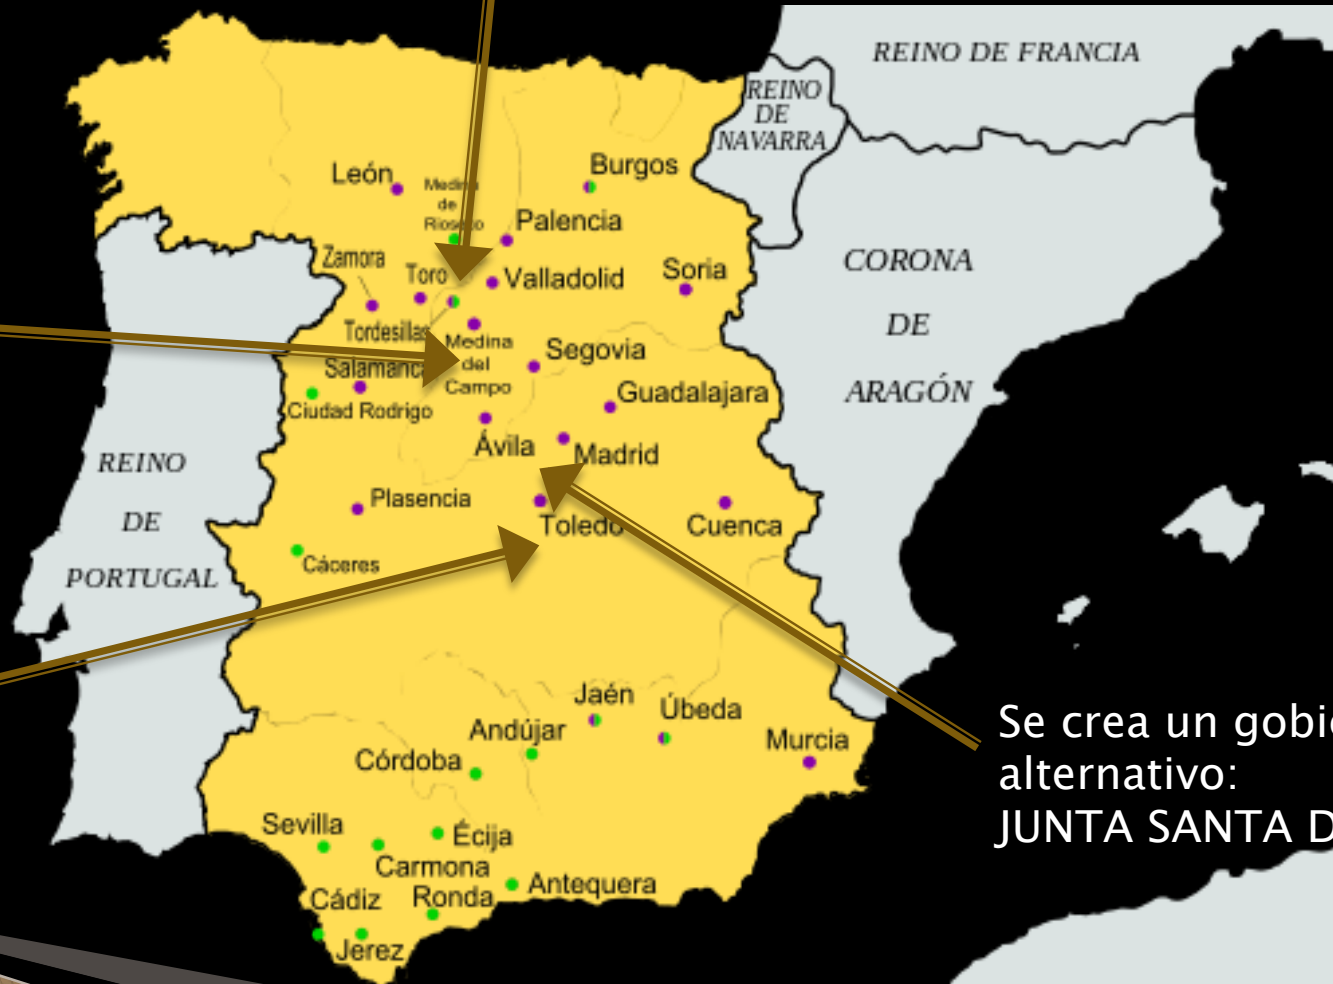 REINO DE FRANCIA
REINO
DE
NAVARRA
León
Medina
de
Rioseco
Burgos
Palencia
Zamora
Toro
Valladolid
Soria
CORONA
DE
ARAGÓN
Tordesillas
Medina
del
Campo
Segovia
Salamanca
Ciudad Rodrigo
Guadalajara
Ávila
Madrid
REINO
DE
PORTUGAL
Plasencia
Toledo
Cuenca
Cáceres
Jaén
Úbeda
Andújar
Murcia
Córdoba
Sevilla
Écija
Carmona
Cádiz
Ronda
Antequera
Jerez
Se crea un
alternativo:
JUNTA SANTA